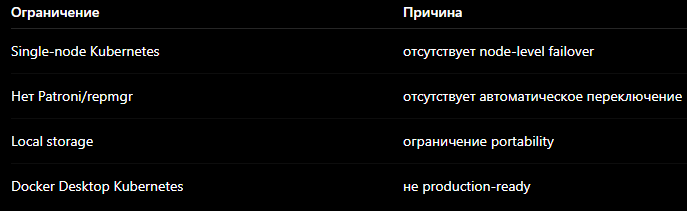 Ограничение Причина
Single-node Kubernetes отсутствует node-level failover
Нет Patroni/repmgr отсутствует автоматическое переключение
Local storage ограничение portability
Docker Desktop Kubernetes не production-ready